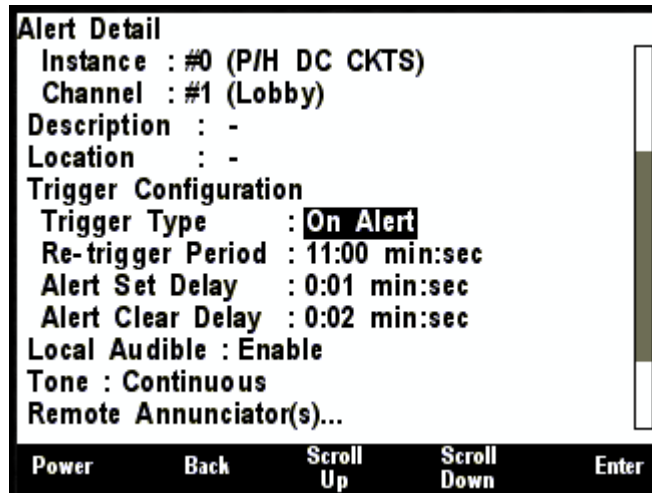 Alert Detail
Instance : #0 (P/H DC CKTS)
Channel : #1 (Lobby)
Description : -
Location : -
Trigger Configuration
Trigger Type : On Alert
Re-trigger Period : 11:00 min:sec
Alert Set Delay : 0:01 min:sec
Alert Clear Delay : 0:02 min:sec
Local Audible : Enable
Tone : Continuous
Remote Annunciator(s)...
Power Back Scroll Up Scroll Down Enter